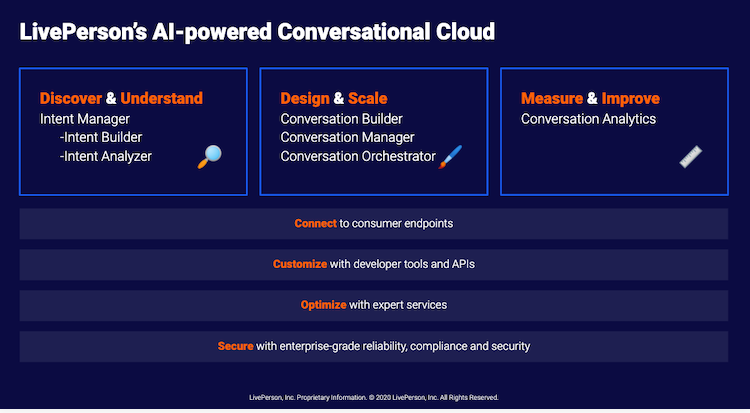 LivePerson's AI-powered Conversational Cloud
Discover & Understand
Intent Manager
-Intent Builder
-Intent Analyzer
Design & Scale
Conversation Builder
Conversation Manager
Conversation Orchestrator
Measure & Improve
Conversation Analytics
Connect to consumer endpoints
Customize with developer tools and APIs
Optimize with expert services
Secure with enterprise-grade reliability, compliance and security
LivePerson, Inc. Proprietary Information. © 2020 LivePerson, Inc. All Rights Reserved.